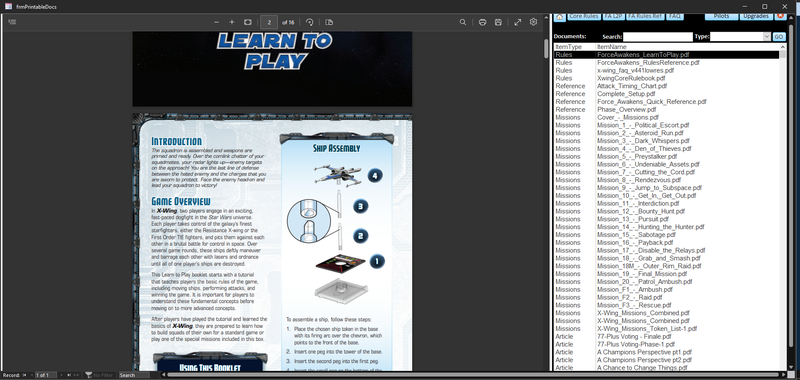 frmPrintableDocs
2 of 16
LEARN TO
PLAY
INTRODUCTION
The squadron is assembled and weapons are
primed and ready. Over the comlink chatter of your
squadmates, your radar lights up—enemy targets
on the approach! You are the last line of defense
between the hated enemy and the charges that you
are sworn to protect. Face the enemy head-on and
lead your squadron to victory!
GAME OVERVIEW
In X-Wing, two players engage in an exciting,
fast-paced dogfight in the Star Wars universe.
Each player takes control of the galaxy's finest
starfighters, either the Resistance X-wing or the
First Order TIE fighters, and pits them against each
other in a brutal battle for control in space. Over
several game rounds, these ships deftly maneuver
and barrage each other with lasers and ordnance
until all of one player's ships are destroyed.
This Learn to Play booklet starts with a tutorial
that teaches players the basic rules of the game,
including moving ships, performing attacks, and
winning the game. It is important for players to
understand these fundamental concepts before
moving on to more advanced concepts.
After players have played the tutorial and learned the
basics of X-Wing, they are prepared to learn how
to build squads of their own for a standard game or
play one of the special missions included in this box.
USING THIS BOOKLET
SHIP ASSEMBLY
4
3
2
1
To assemble a ship, follow these steps:
1. Place the chosen ship token in the base
with its firing arc over the chevron, which
points to the front of the base.
2. Insert one peg into the tower of the base.
3. Insert the second peg into the first peg.
Core Rules FA L2P FA Rules Ref FAQ Pilots Upgrades
Documents: Search: Type: GO
ItemType ItemName
Rules ForceAwakens_LearnToPlay.pdf
Rules ForceAwakens_RulesReference.pdf
Rules x-wing_faq_v441lowres.pdf
Rules XwingCoreRulebook.pdf
Reference Attack_Timing_Chart.pdf
Reference Complete_Setup.pdf
Reference Force_Awakens_Quick_Reference.pdf
Reference Phase_Overview.pdf
Missions Cover_-_Missions.pdf
Missions Mission_1_-_Political_Escort.pdf
Missions Mission_2_-_Asteroid_Run.pdf
Missions Mission_3_-_Dark_Whispers.pdf
Missions Mission_4_-_Den_of_Thieves.pdf
Missions Mission_5_-_Preystalker.pdf
Missions Mission_6_-_Undeniable_Assets.pdf
Missions Mission_7_-_Cutting_the_Cord.pdf
Missions Mission_8_-_Rendezvous.pdf
Missions Mission_9_-_Jump_to_Subspace.pdf
Missions Mission_10_-_Get_In,_Get_Out.pdf
Missions Mission_11_-_Interdiction.pdf
Missions Mission_12_-_Bounty_Hunt.pdf
Missions Mission_13_-_Pursuit.pdf
Missions Mission_14_-_Hunting_the_Hunter.pdf
Missions Mission_15_-_Sabotage.pdf
Missions Mission_16_-_Payback.pdf
Missions Mission_17_-_Disable_the_Relays.pdf
Missions Mission_18_-_Grab_and_Smash.pdf
Missions Mission_18M_-_Outer_Rim_Raid.pdf
Missions Mission_19_-_Final_Mission.pdf
Missions Mission_20_-_Patrol_Ambush.pdf
Missions Mission_F1_-_Ambush.pdf
Missions Mission_F2_-_Raid.pdf
Missions Mission_F3_-_Rescue.pdf
Missions X-Wing_Missions_Combined.pdf
Missions X-Wing_Missions_Combined.pdf
Missions X-Wing_Missions_Token_List-1.pdf
Article 77-Plus Voting - Finale.pdf
Article 77-Plus Voting-Phase-1.pdf
Article A Champions Perspective pt1.pdf
Article A Champions Perspective pt2.pdf
Article A Chance to Change Things.pdf
Record: 1 of 1 No Filter Search